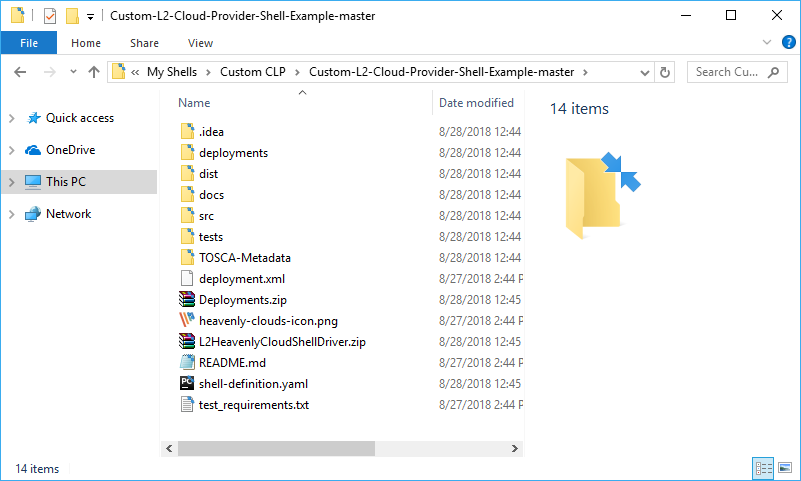 Custom-L2-Cloud-Provider-Shell-Example-master
File Home Share View
« My Shells > Custom CLP > Custom-L2-Cloud-Provider-Shell-Example-master >
Search Cu...
Quick access
OneDrive
This PC
Network
Name Date modified
.idea 8/28/2018 12:44
deployments 8/28/2018 12:44
dist 8/28/2018 12:44
docs 8/28/2018 12:44
src 8/28/2018 12:44
tests 8/28/2018 12:44
TOSCA-Metadata 8/28/2018 12:44
deployment.xml 8/27/2018 2:44 P
Deployments.zip 8/28/2018 12:45
heavenly-clouds-icon.png 8/27/2018 2:44 P
L2HeavenlyCloudShellDriver.zip 8/28/2018 12:45
README.md 8/27/2018 2:44 P
shell-definition.yaml 8/28/2018 12:45
test_requirements.txt 8/27/2018 2:44 P
14 items
14 items